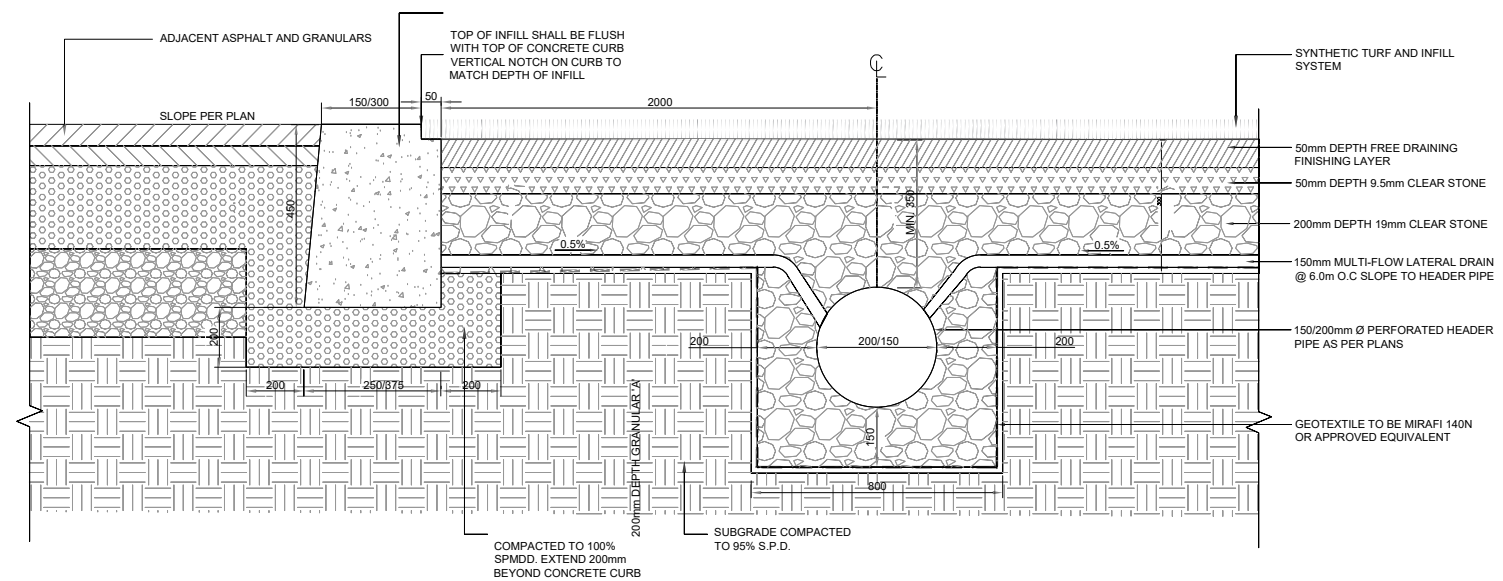 ADJACENT ASPHALT AND GRANULARS
TOP OF INFILL SHALL BE FLUSH
WITH TOP OF CONCRETE CURB
VERTICAL NOTCH ON CURB TO
MATCH DEPTH OF INFILL
SYNTHETIC TURF AND INFILL
SYSTEM
150/300
50
2000
SLOPE PER PLAN
50mm DEPTH FREE DRAINING
FINISHING LAYER
50mm DEPTH 9.5mm CLEAR STONE
200mm DEPTH 19mm CLEAR STONE
450
MIN. 350
0.5%
0.5%
150mm MULTI-FLOW LATERAL DRAIN
@ 6.0m O.C SLOPE TO HEADER PIPE
150/200mm Ø PERFORATED HEADER
PIPE AS PER PLANS
200
200
200/150
200
200
250/375
200
150
800
GEOTEXTILE TO BE MIRAFI 140N
OR APPROVED EQUIVALENT
200mm DEPTH GRANULAR 'A'
COMPACTED TO 100%
SPMDD. EXTEND 200mm
BEYOND CONCRETE CURB
SUBGRADE COMPACTED
TO 95% S.P.D.